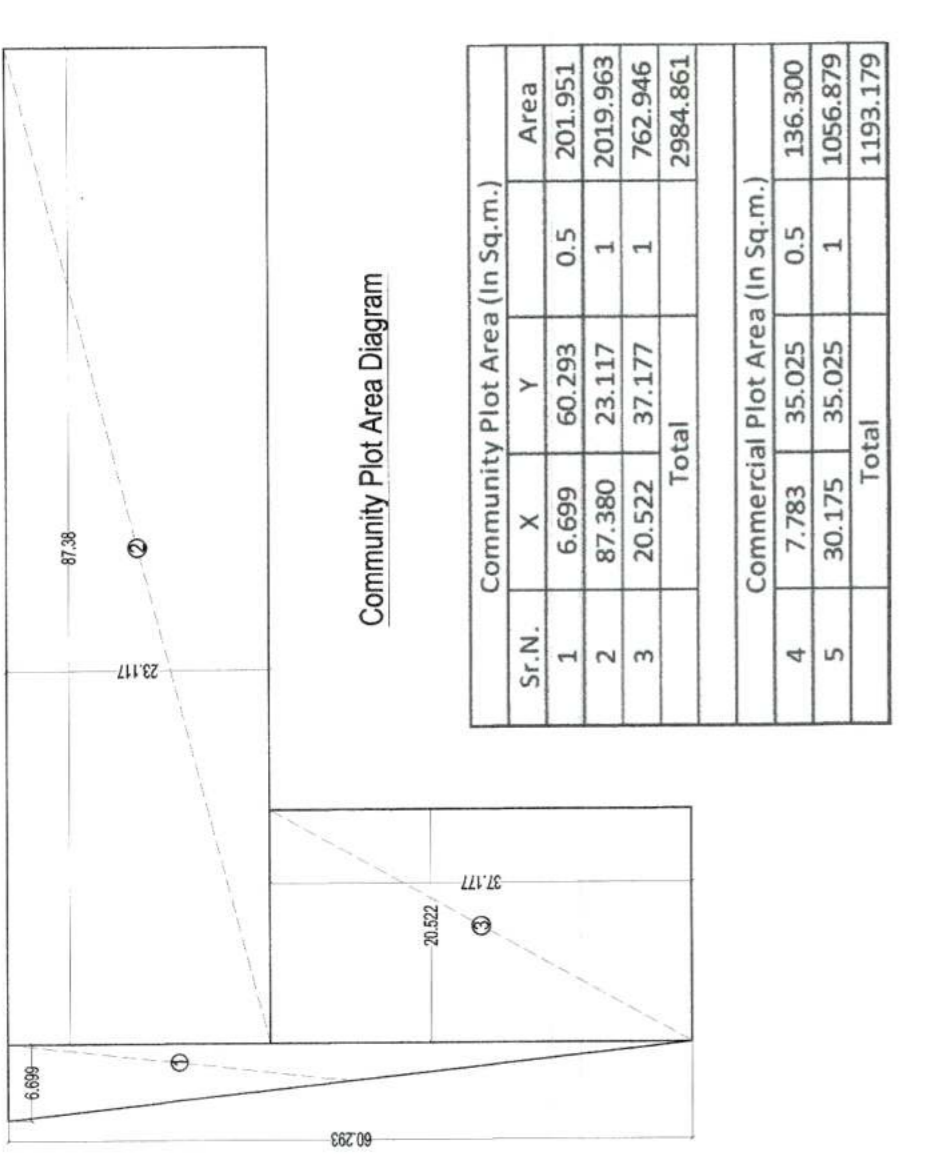 87.38
②
23.117
6.699
①
60.293
37.177
20.522
③
Community Plot Area Diagram
Community Plot Area (In Sq.m.)
Sr.N. X Y Area
1 6.699 60.293 0.5 201.951
2 87.380 23.117 1 2019.963
3 20.522 37.177 1 762.946
Total 2984.861
Commercial Plot Area (In Sq.m.)
4 7.783 35.025 0.5 136.300
5 30.175 35.025 1 1056.879
Total 1193.179